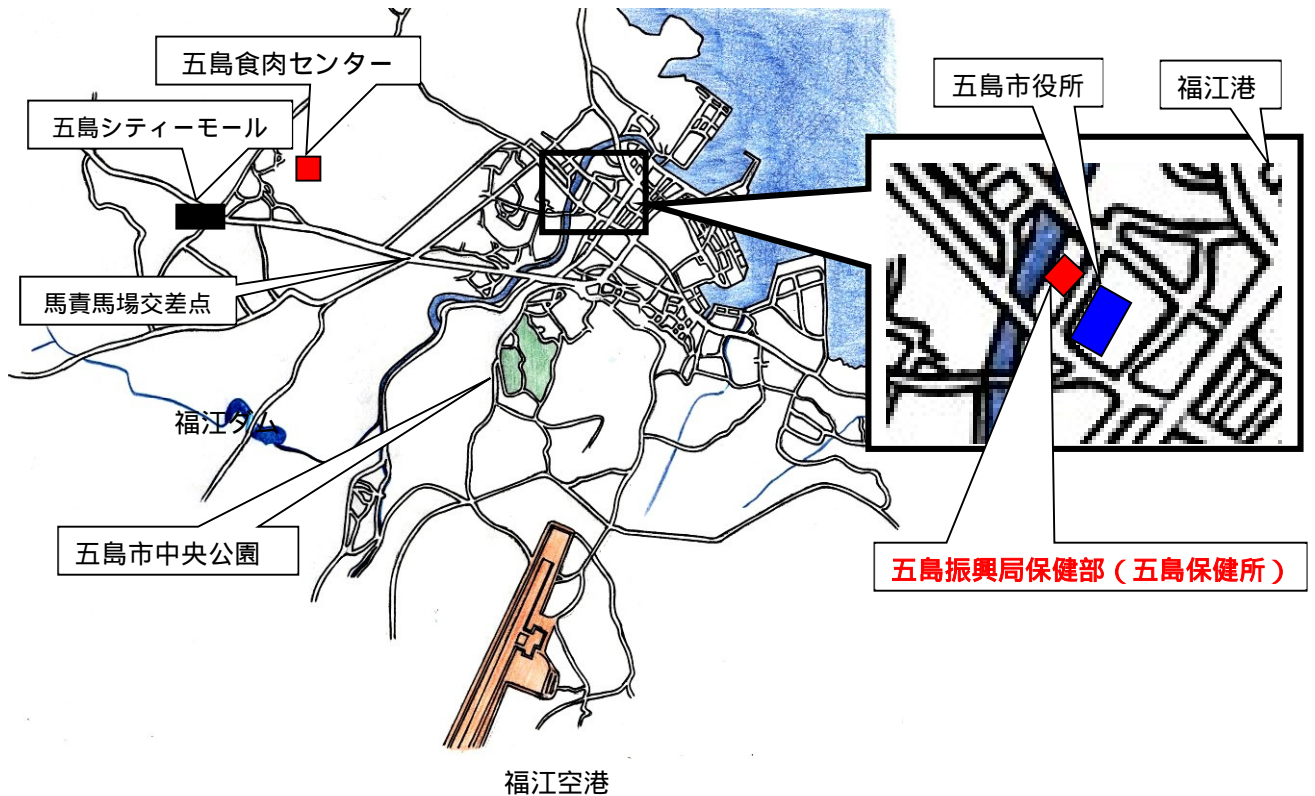 五島食肉センター
五島シティーモール
五島市役所
福江港
馬責馬場交差点
福江ダム
五島市中央公園
五島振興局保健部（五島保健所）
福江空港